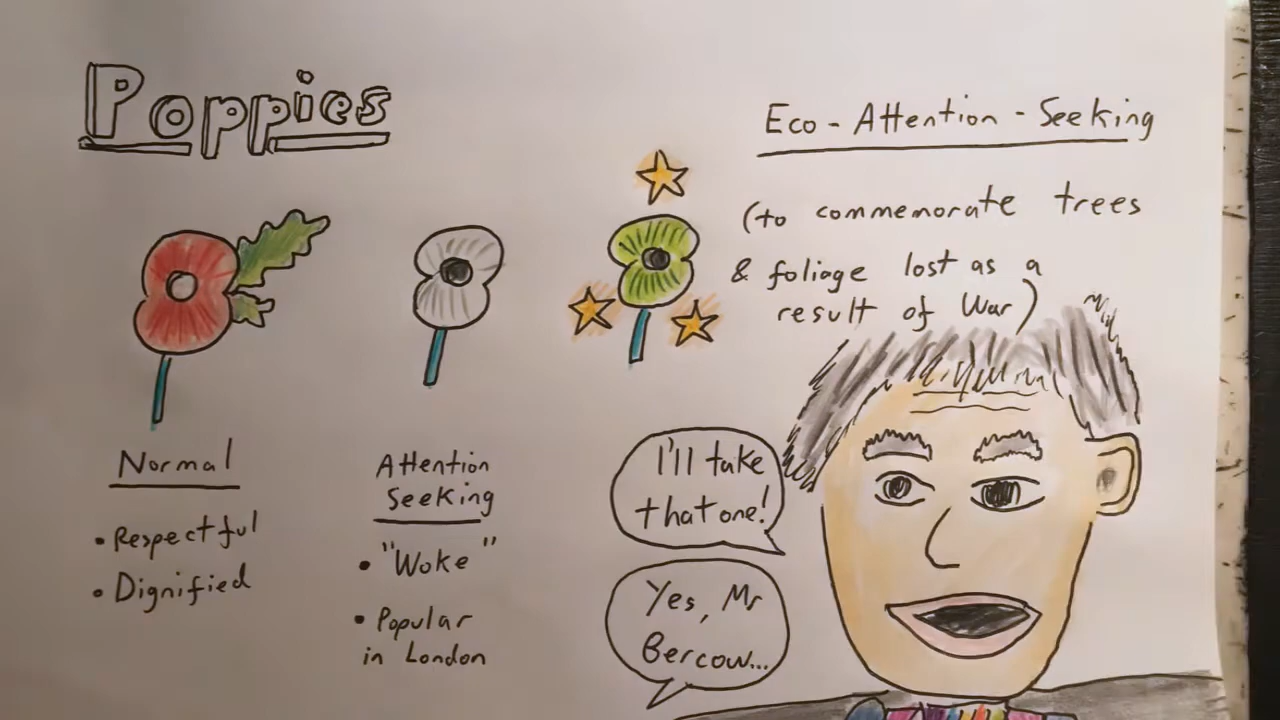 Poppies
Normal
• Respectful
• Dignified
Attention
Seeking
• "Woke"
• Popular
in London
Eco - Attention - Seeking
(to commemorate trees
& foliage lost as a
result of War)
I'll take
that one!
Yes, Mr
Bercow...